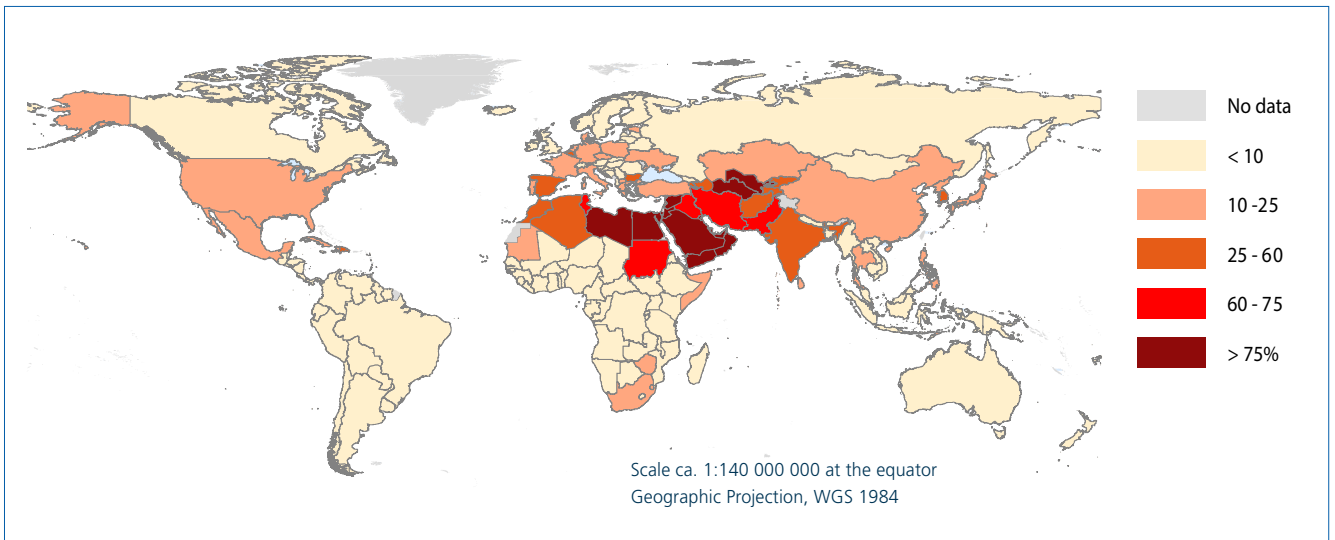 No data
< 10
10 -25
25 - 60
60 - 75
> 75%
Scale ca. 1:140 000 000 at the equator
Geographic Projection, WGS 1984